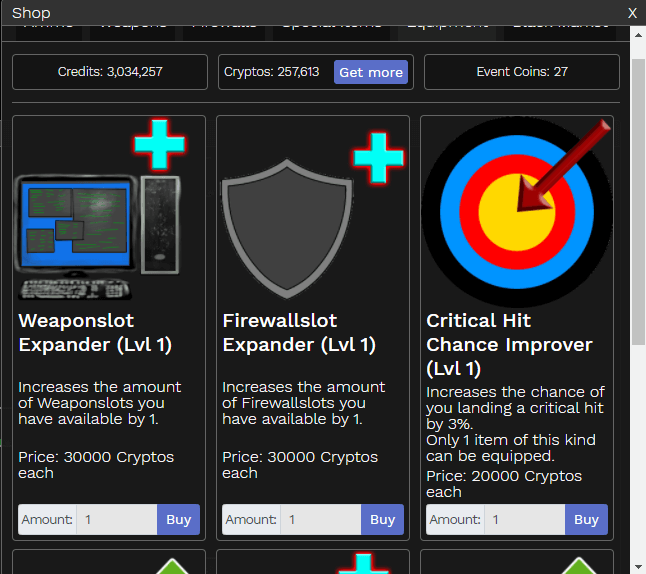 Shop X
Ammo Weapons Firewalls Special Items Equipment Black Market
Credits: 3,034,257 Cryptos: 257,613 Get more Event Coins: 27
Weaponslot
Expander (Lvl 1)
Increases the amount
of Weaponslots you
have available by 1.
Price: 30000 Cryptos
each
Amount: 1 Buy
Firewallslot
Expander (Lvl 1)
Increases the amount
of Firewallslots you
have available by 1.
Price: 30000 Cryptos
each
Amount: 1 Buy
Critical Hit
Chance Improver
(Lvl 1)
Increases the chance of
you landing a critical hit
by 3%.
Only 1 item of this kind
can be equipped.
Price: 20000 Cryptos
each
Amount: 1 Buy